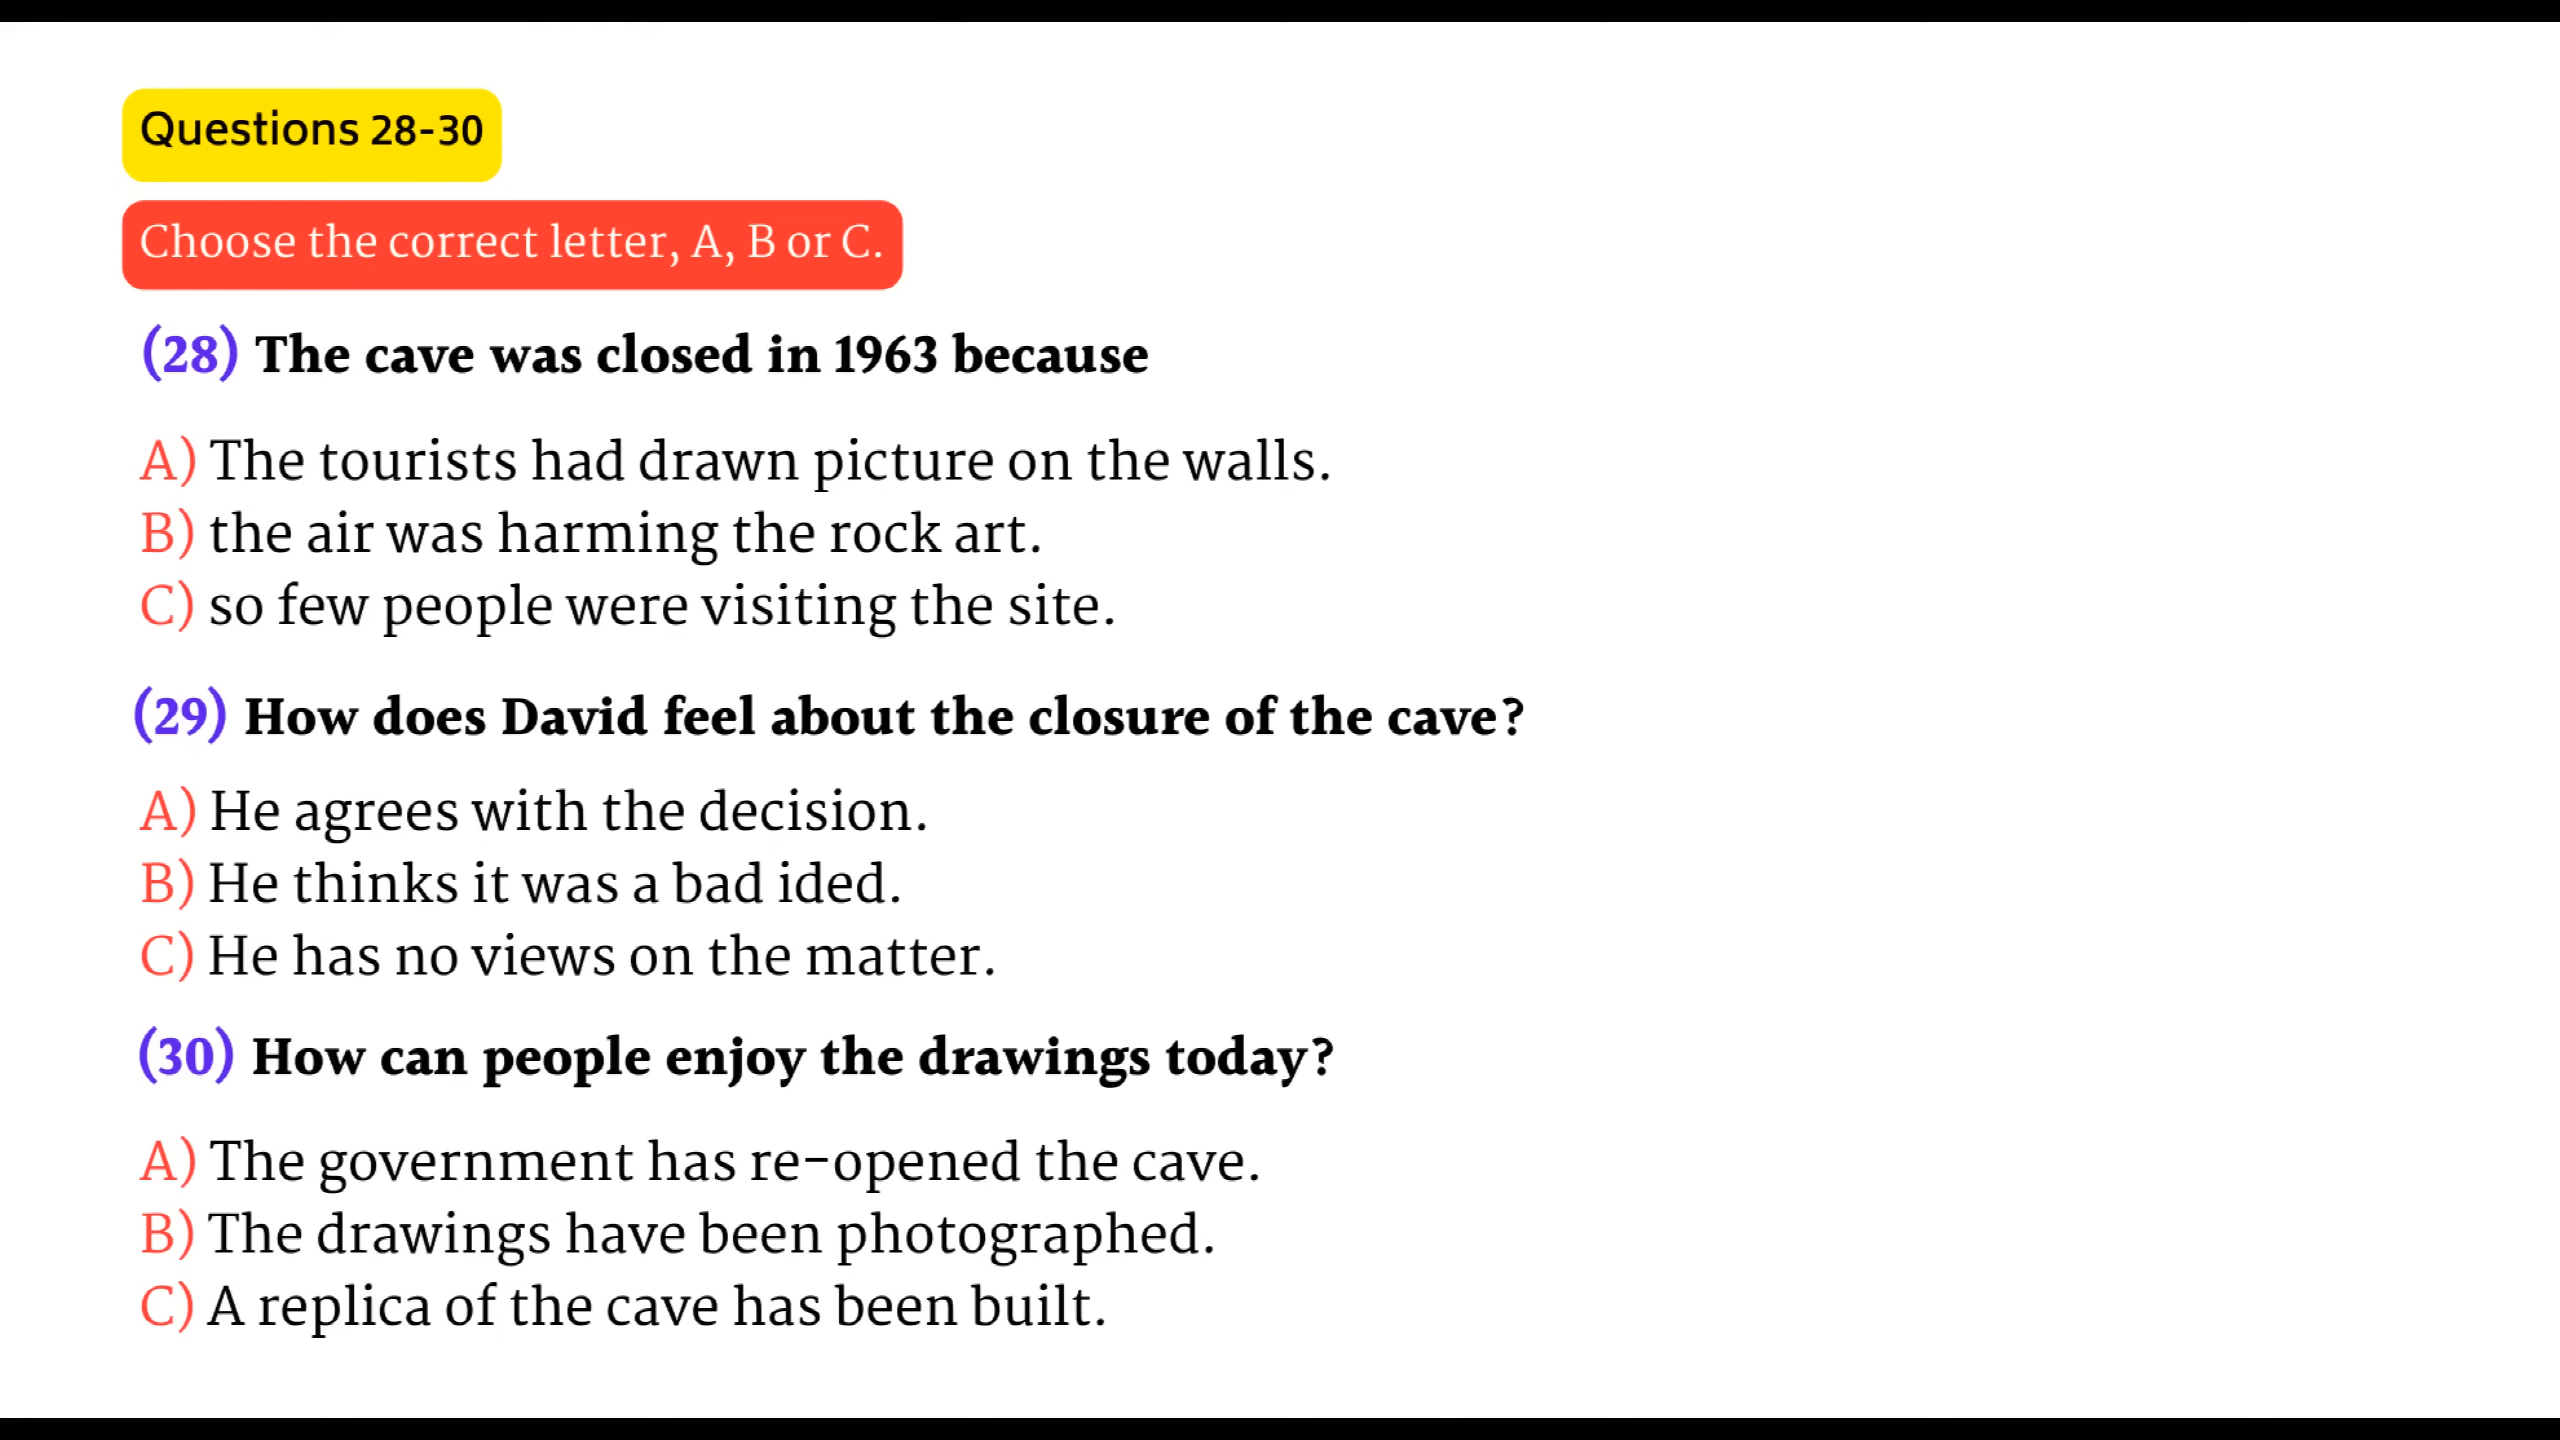 Questions 28-30
Choose the correct letter, A, B or C.
(28) The cave was closed in 1963 because
A) The tourists had drawn picture on the walls.
B) the air was harming the rock art.
C) so few people were visiting the site.
(29) How does David feel about the closure of the cave?
A) He agrees with the decision.
B) He thinks it was a bad ided.
C) He has no views on the matter.
(30) How can people enjoy the drawings today?
A) The government has re-opened the cave.
B) The drawings have been photographed.
C) A replica of the cave has been built.